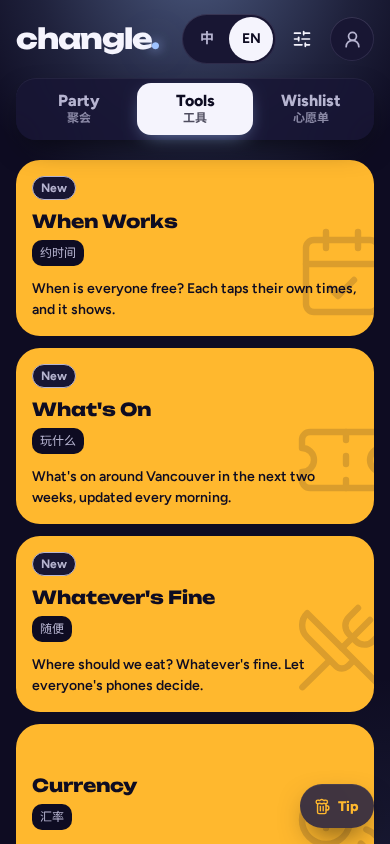 changle.
中
EN
Party
聚会
Tools
工具
Wishlist
心愿单
New
When Works
约时间
When is everyone free? Each taps their own times,
and it shows.
New
What's On
玩什么
What's on around Vancouver in the next two
weeks, updated every morning.
New
Whatever's Fine
随便
Where should we eat? Whatever's fine. Let
everyone's phones decide.
Currency
汇率
Tip